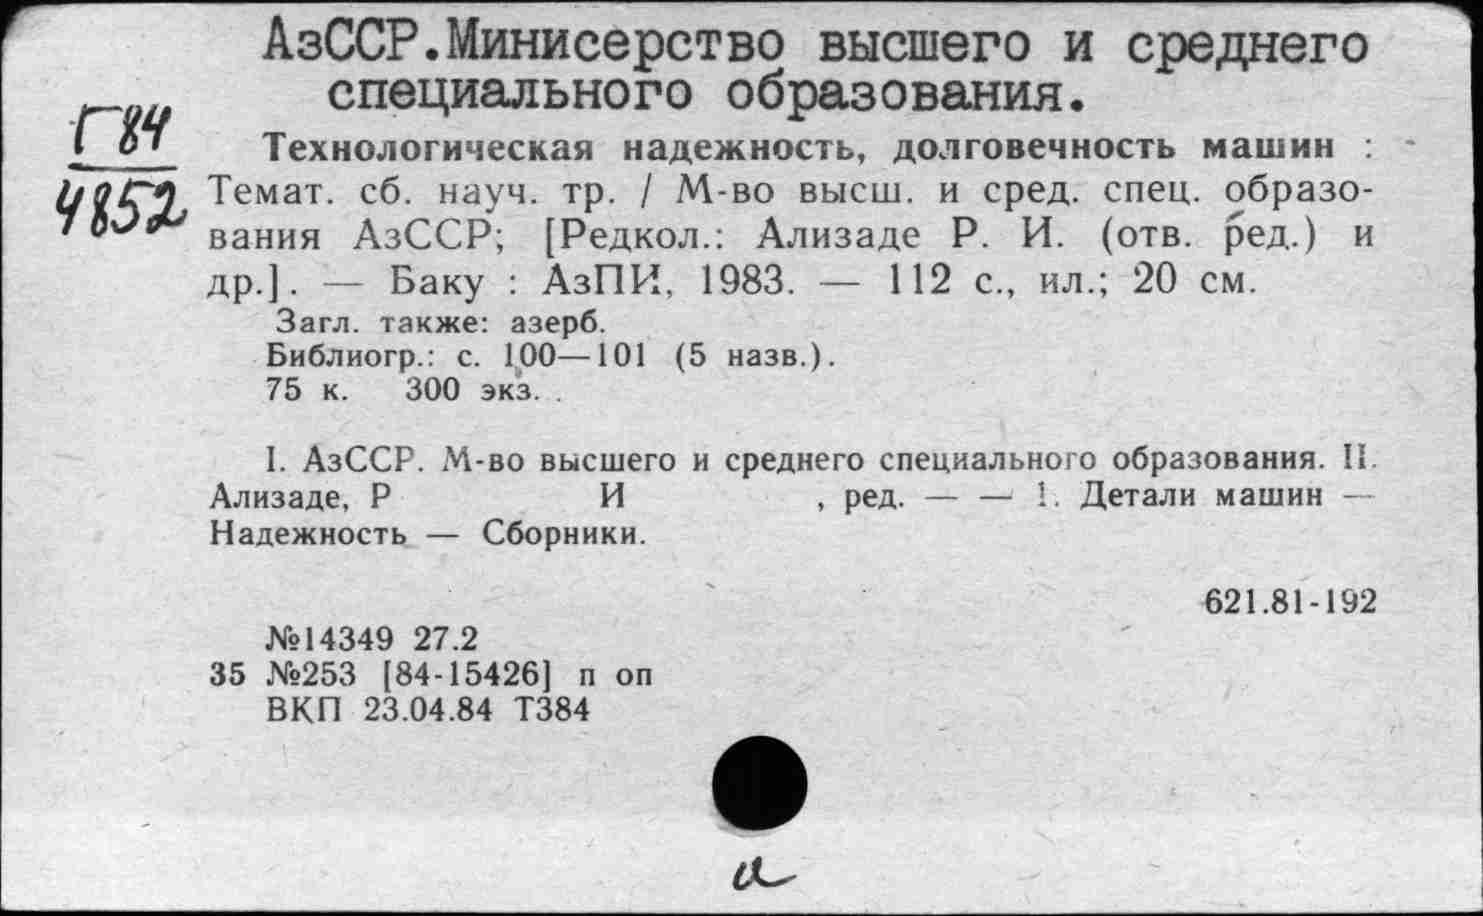 АзССР.Минисерство высшего и среднего
специального образования.
Г84
4852
Технологическая надежность, долговечность машин :
Темат. сб. науч. тр. / М-во высш. и сред. спец. образо-
вания АзССР; [Редкол.: Ализаде Р. И. (отв. ред.) и
др.]. — Баку : АзПИ, 1983. — 112 с., ил.; 20 см.
Загл. также: азерб.
Библиогр.: с. 100—101 (5 назв.).
75 к. 300 экз.
I. АзССР. М-во высшего и среднего специального образования. II.
Ализаде, Р И , ред. — — 1. Детали машин —
Надежность — Сборники.
621.81-192
№14349 27.2
35 №253 [84-15426] п оп
ВКП 23.04.84 Т384
а